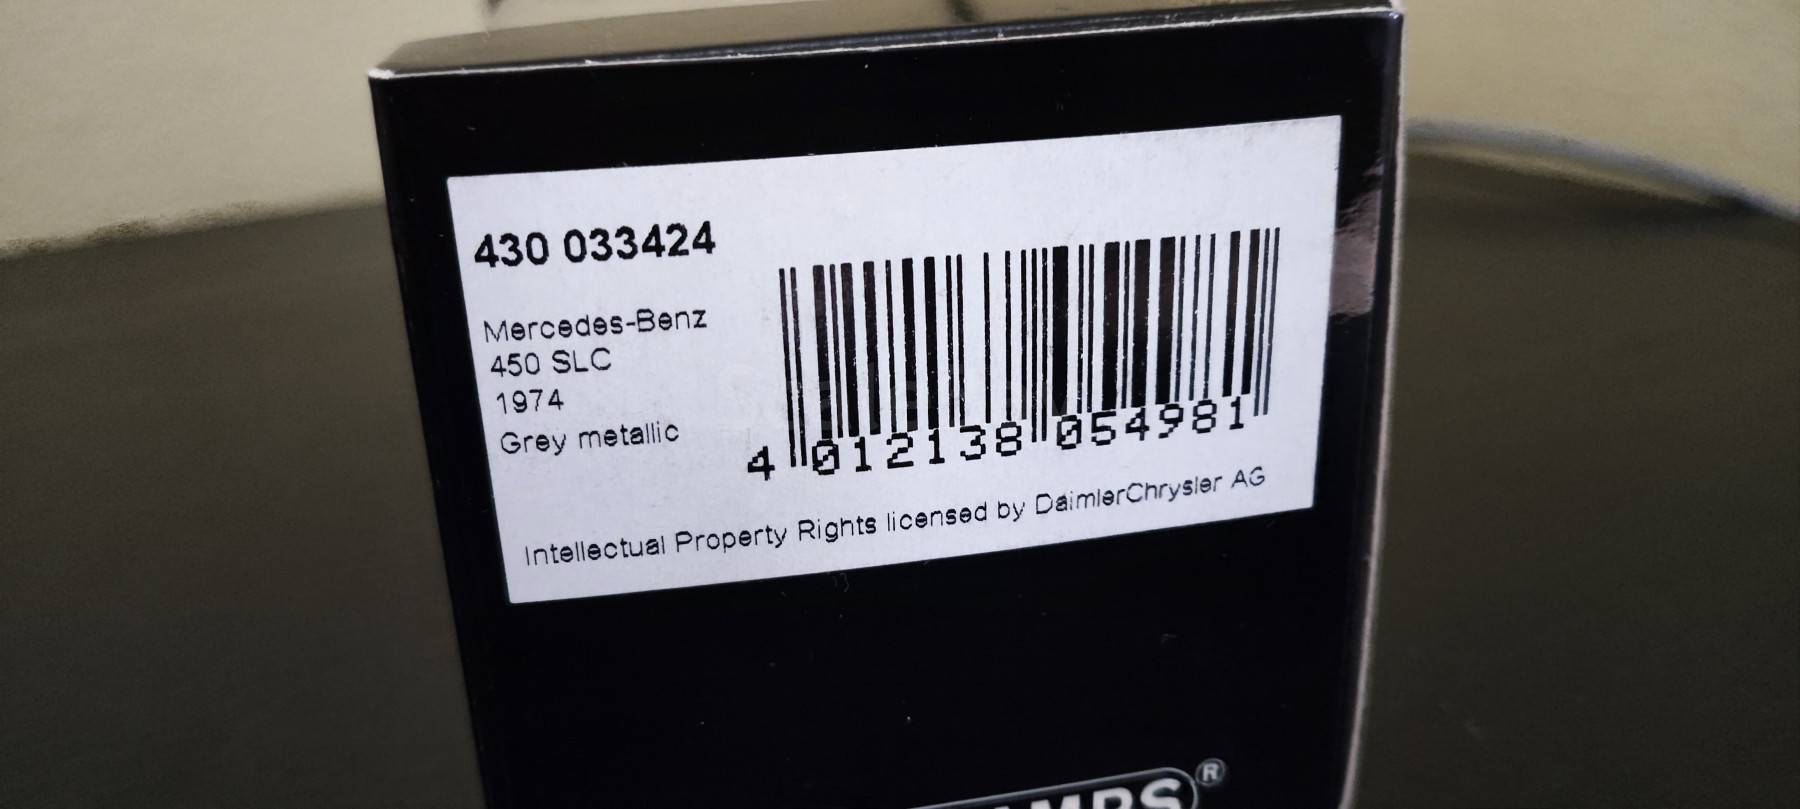 430 033424
Mercedes-Benz
450 SLC
1974
Grey metallic
4 012138 054981
Intellectual Property Rights licensed by DaimlerChrysler AG
®